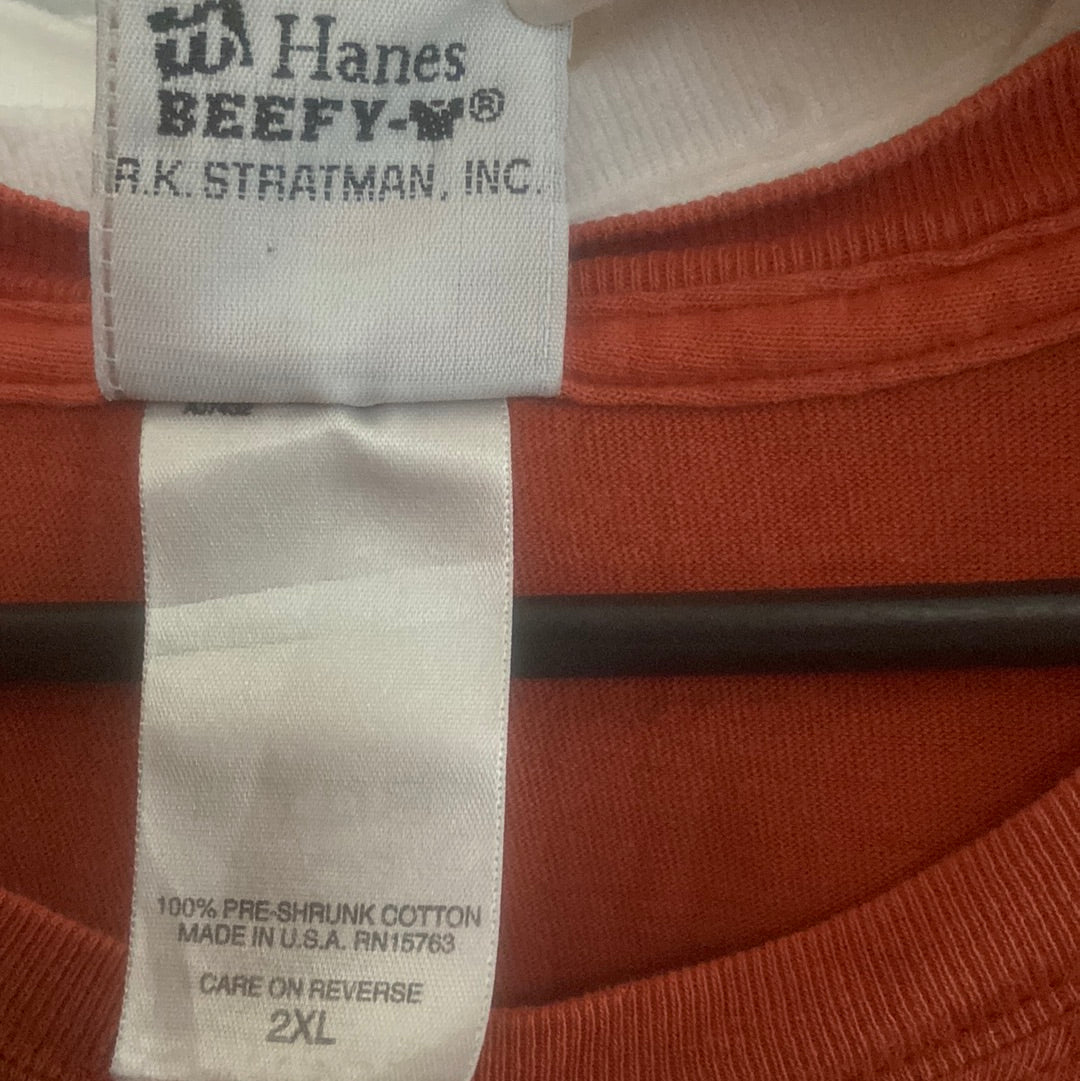 Hanes
BEEFY-T®
R.K. STRATMAN, INC.
100% PRE-SHRUNK COTTON
MADE IN U.S.A. RN15763
CARE ON REVERSE
2XL